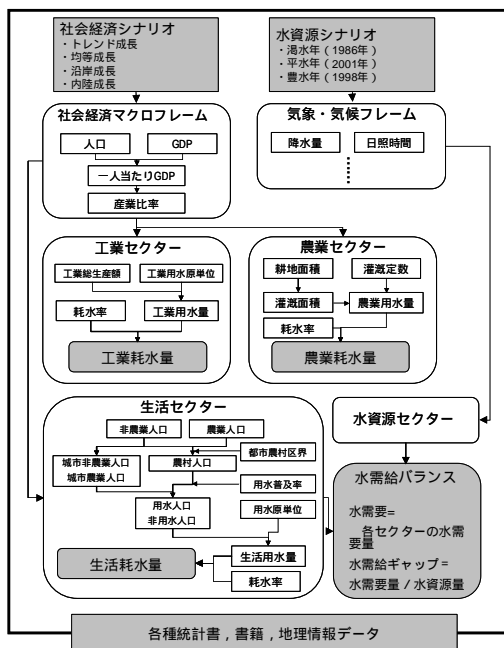 社会経済シナリオ
・トレンド成長
・均等成長
・沿岸成長
・内陸成長
水資源シナリオ
・渇水年（1986年）
・平水年（2001年）
・豊水年（1998年）
社会経済マクロフレーム
人口
GDP
一人当たりGDP
産業比率
気象・気候フレーム
降水量
日照時間
工業セクター
工業総生産額
工業用水原単位
耗水率
工業用水量
工業耗水量
農業セクター
耕地面積
灌漑定数
灌漑面積
農業用水量
耗水率
農業耗水量
生活セクター
非農業人口
農業人口
都市農村区界
城市非農業人口
城市農業人口
農村人口
用水普及率
用水人口
非用水人口
用水原単位
生活用水量
生活耗水量
耗水率
水資源セクター
水需給バランス
水需要=
各セクターの水需
要量
水需給ギャップ=
水需要量 / 水資源量
各種統計書，書籍，地理情報データ